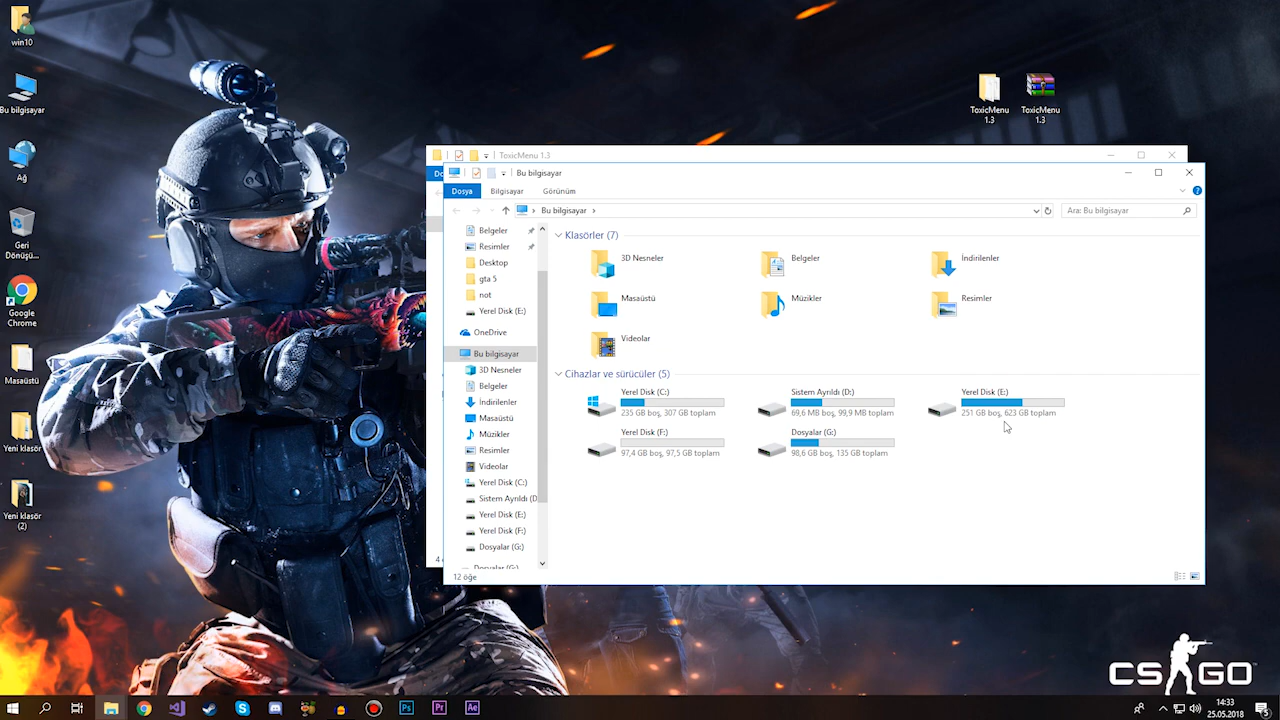 win10
Bu bilgisayar
Ağ
Geri
Dönüşü...
Google
Chrome
Masaüstü
Yeni klasör
Yeni klasör
(2)
ToxicMenu
1.3
ToxicMenu
1.3
ToxicMenu 1.3
Bu bilgisayar
Dosya
Bilgisayar
Görünüm
Bu bilgisayar
Ara: Bu bilgisayar
Belgeler
Resimler
Desktop
gta 5
not
Yerel Disk (E:)
OneDrive
Bu bilgisayar
3D Nesneler
Belgeler
İndirilenler
Masaüstü
Müzikler
Resimler
Videolar
Yerel Disk (C:)
Sistem Ayrıldı (D
Yerel Disk (E:)
Yerel Disk (F:)
Dosyalar (G:)
Dosyalar (G:)
Klasörler (7)
3D Nesneler
Belgeler
İndirilenler
Masaüstü
Müzikler
Resimler
Videolar
Cihazlar ve sürücüler (5)
Yerel Disk (C:)
235 GB boş, 307 GB toplam
Sistem Ayrıldı (D:)
69,6 MB boş, 99,9 MB toplam
Yerel Disk (E:)
251 GB boş, 623 GB toplam
Yerel Disk (F:)
97,4 GB boş, 97,5 GB toplam
Dosyalar (G:)
98,6 GB boş, 135 GB toplam
12 öğe
CS GO
Ps
Pr
Ae
14:33
25.05.2018